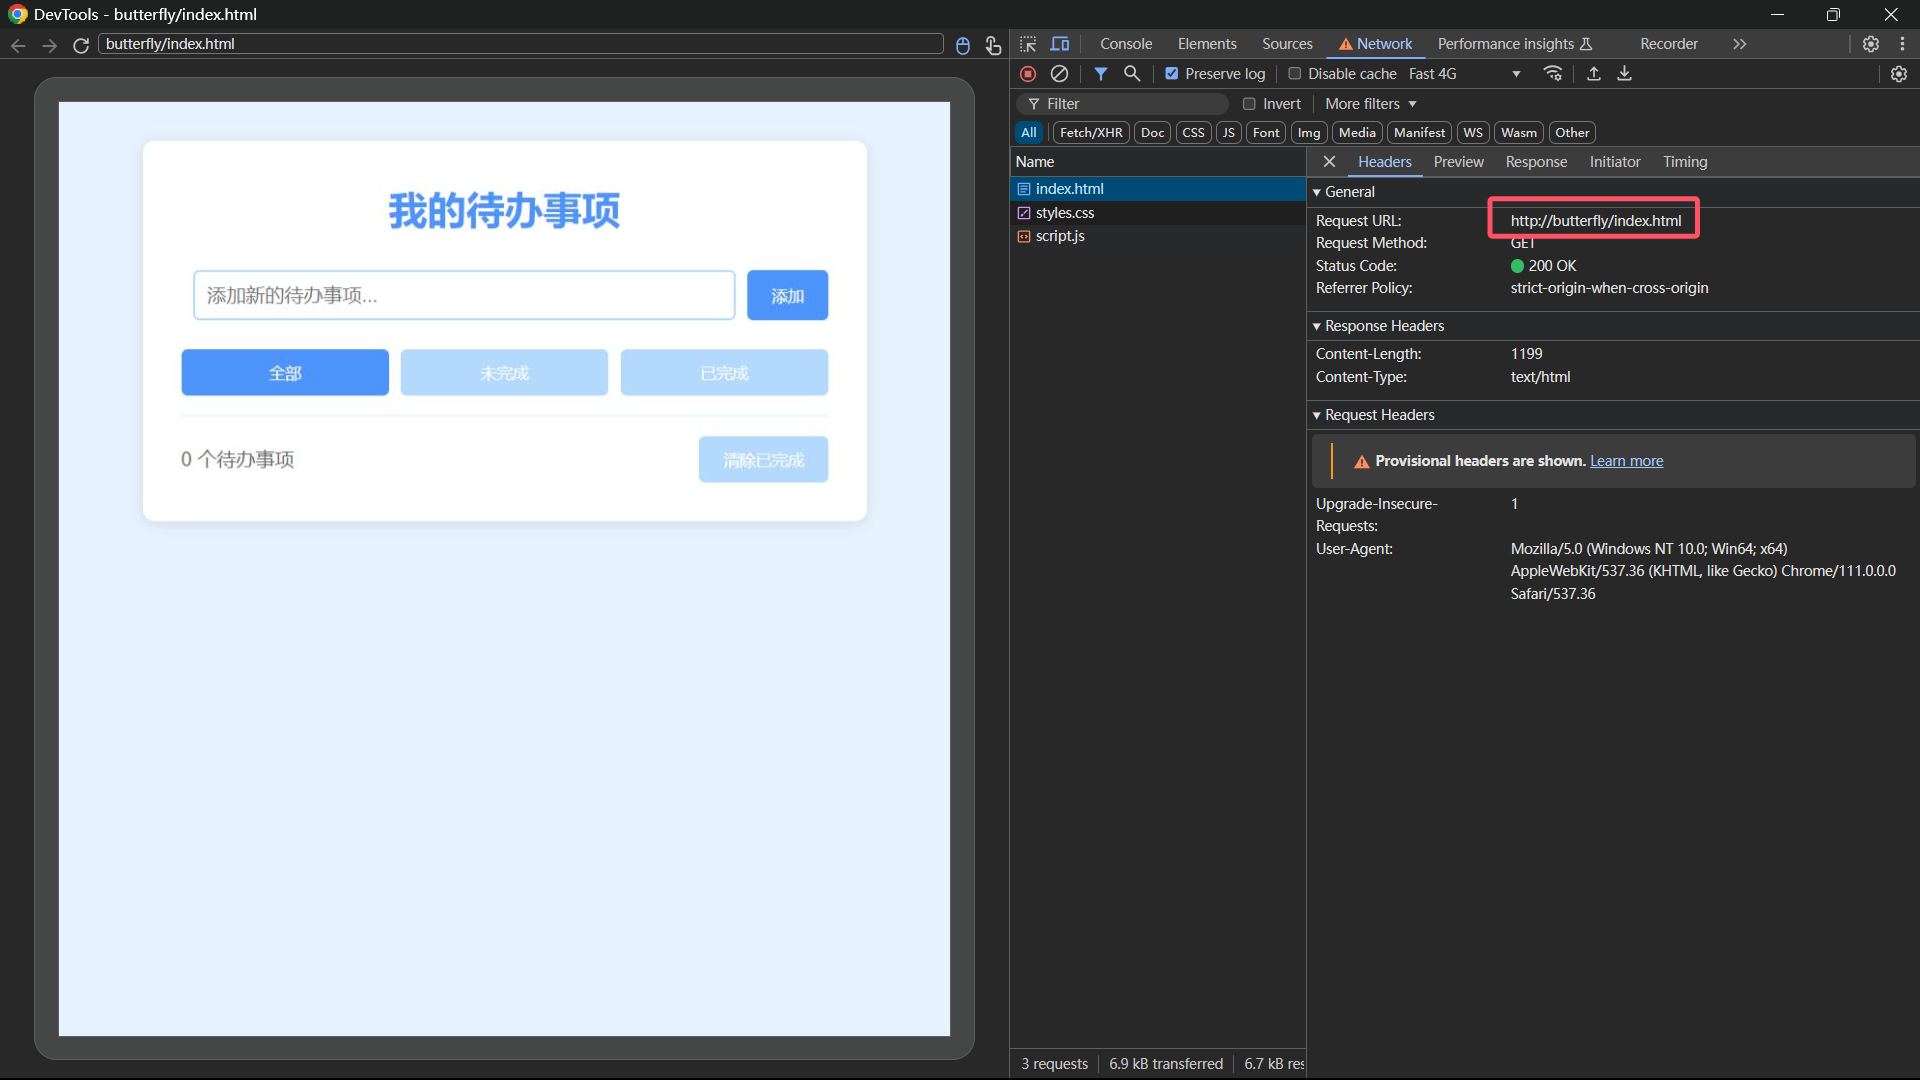 DevTools - butterfly/index.html
butterfly/index.html
我的待办事项
添加新的待办事项...
添加
全部
未完成
已完成
0 个待办事项
清除已完成
Console
Elements
Sources
Network
Performance insights
Recorder
Preserve log
Disable cache
Fast 4G
Filter
Invert
More filters
All
Fetch/XHR
Doc
CSS
JS
Font
Img
Media
Manifest
WS
Wasm
Other
Name
index.html
styles.css
script.js
3 requests
6.9 kB transferred
6.7 kB res
Headers
Preview
Response
Initiator
Timing
General
Request URL: http://butterfly/index.html
Request Method: GET
Status Code: 200 OK
Referrer Policy: strict-origin-when-cross-origin
Response Headers
Content-Length: 1199
Content-Type: text/html
Request Headers
Provisional headers are shown. Learn more
Upgrade-Insecure- 1
Requests:
User-Agent: Mozilla/5.0 (Windows NT 10.0; Win64; x64)
AppleWebKit/537.36 (KHTML, like Gecko) Chrome/111.0.0.0
Safari/537.36